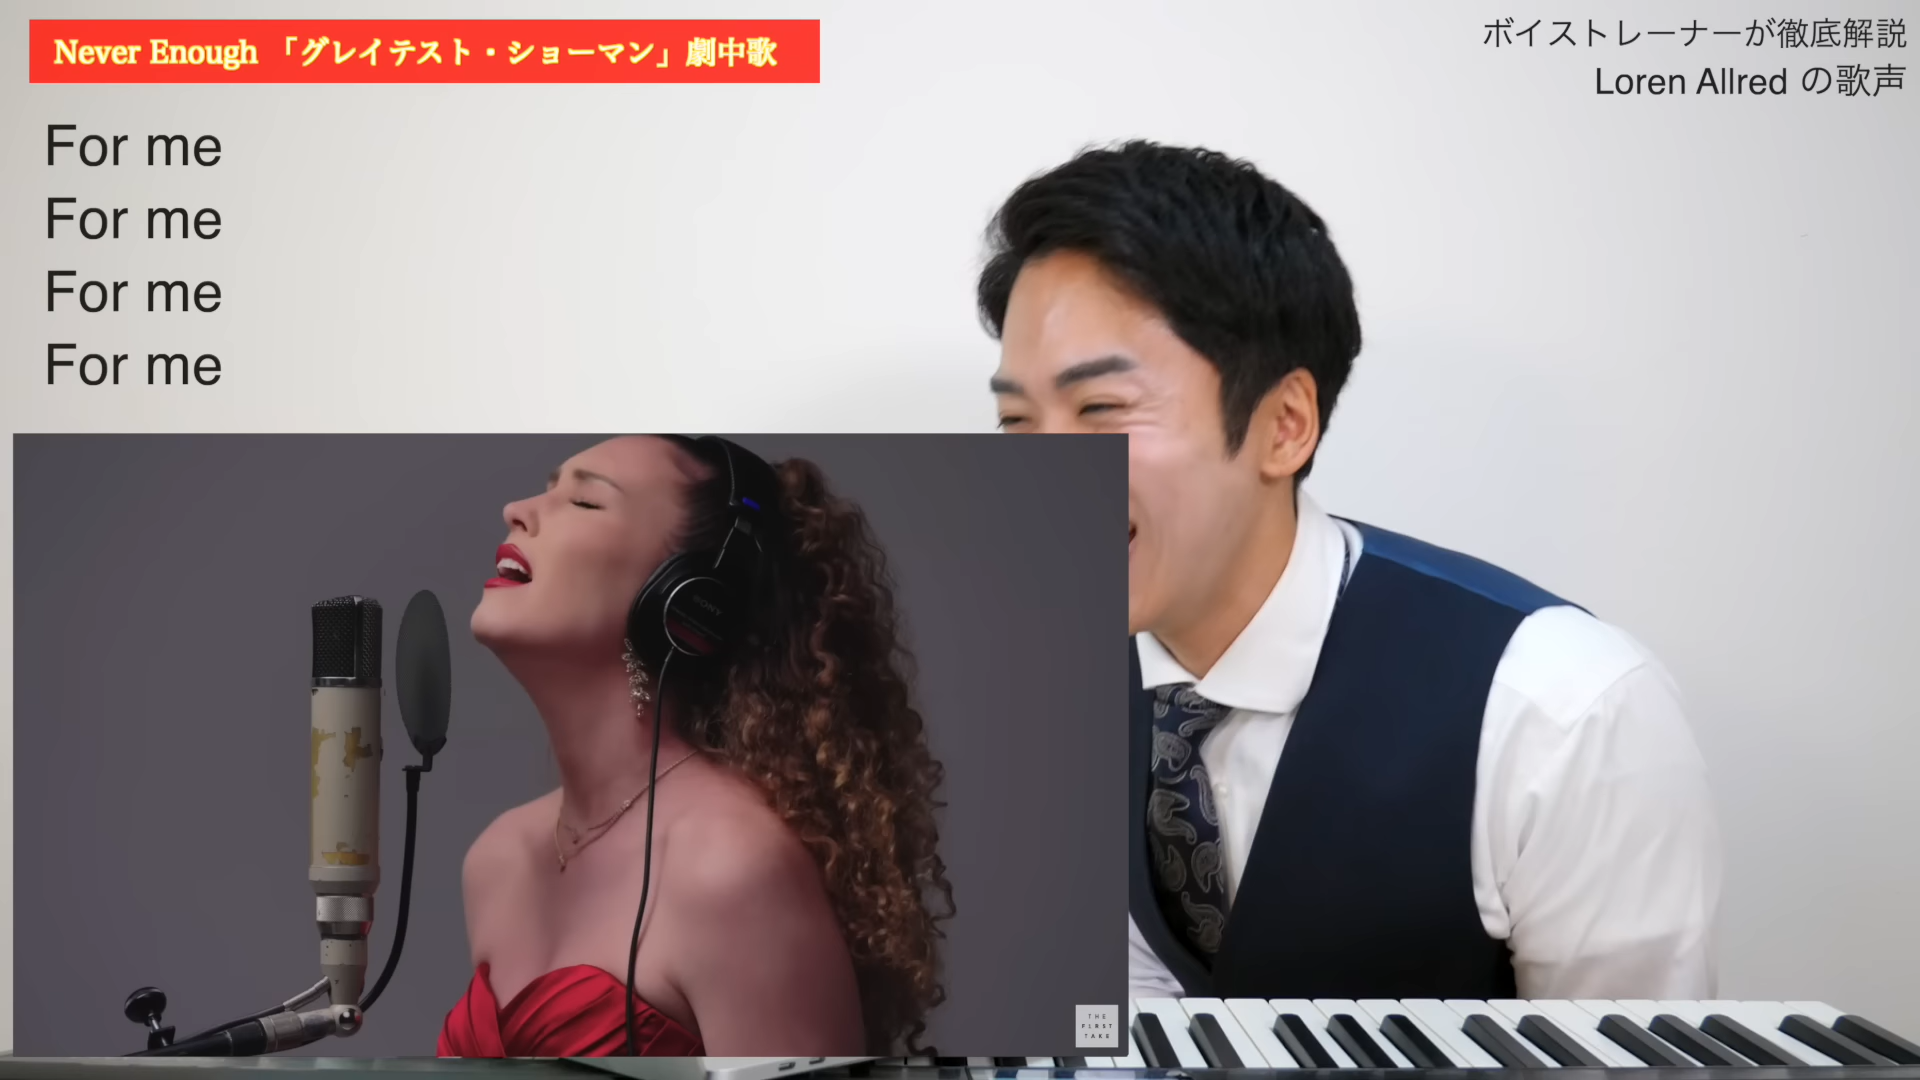 Never Enough 「グレイテスト・ショーマン」劇中歌
ボイストレーナーが徹底解説
Loren Allred の歌声
For me
For me
For me
For me
SONY
THE
FIRST
TAKE